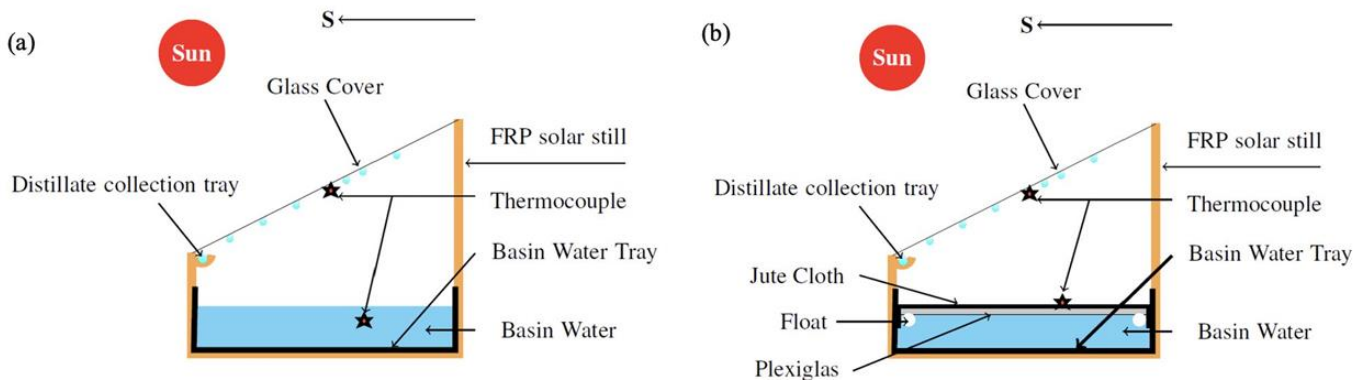 (a)
S
Sun
Glass Cover
FRP solar still
Distillate collection tray
Thermocouple
Basin Water Tray
Basin Water
(b)
S
Sun
Glass Cover
FRP solar still
Distillate collection tray
Thermocouple
Basin Water Tray
Jute Cloth
Float
Basin Water
Plexiglas